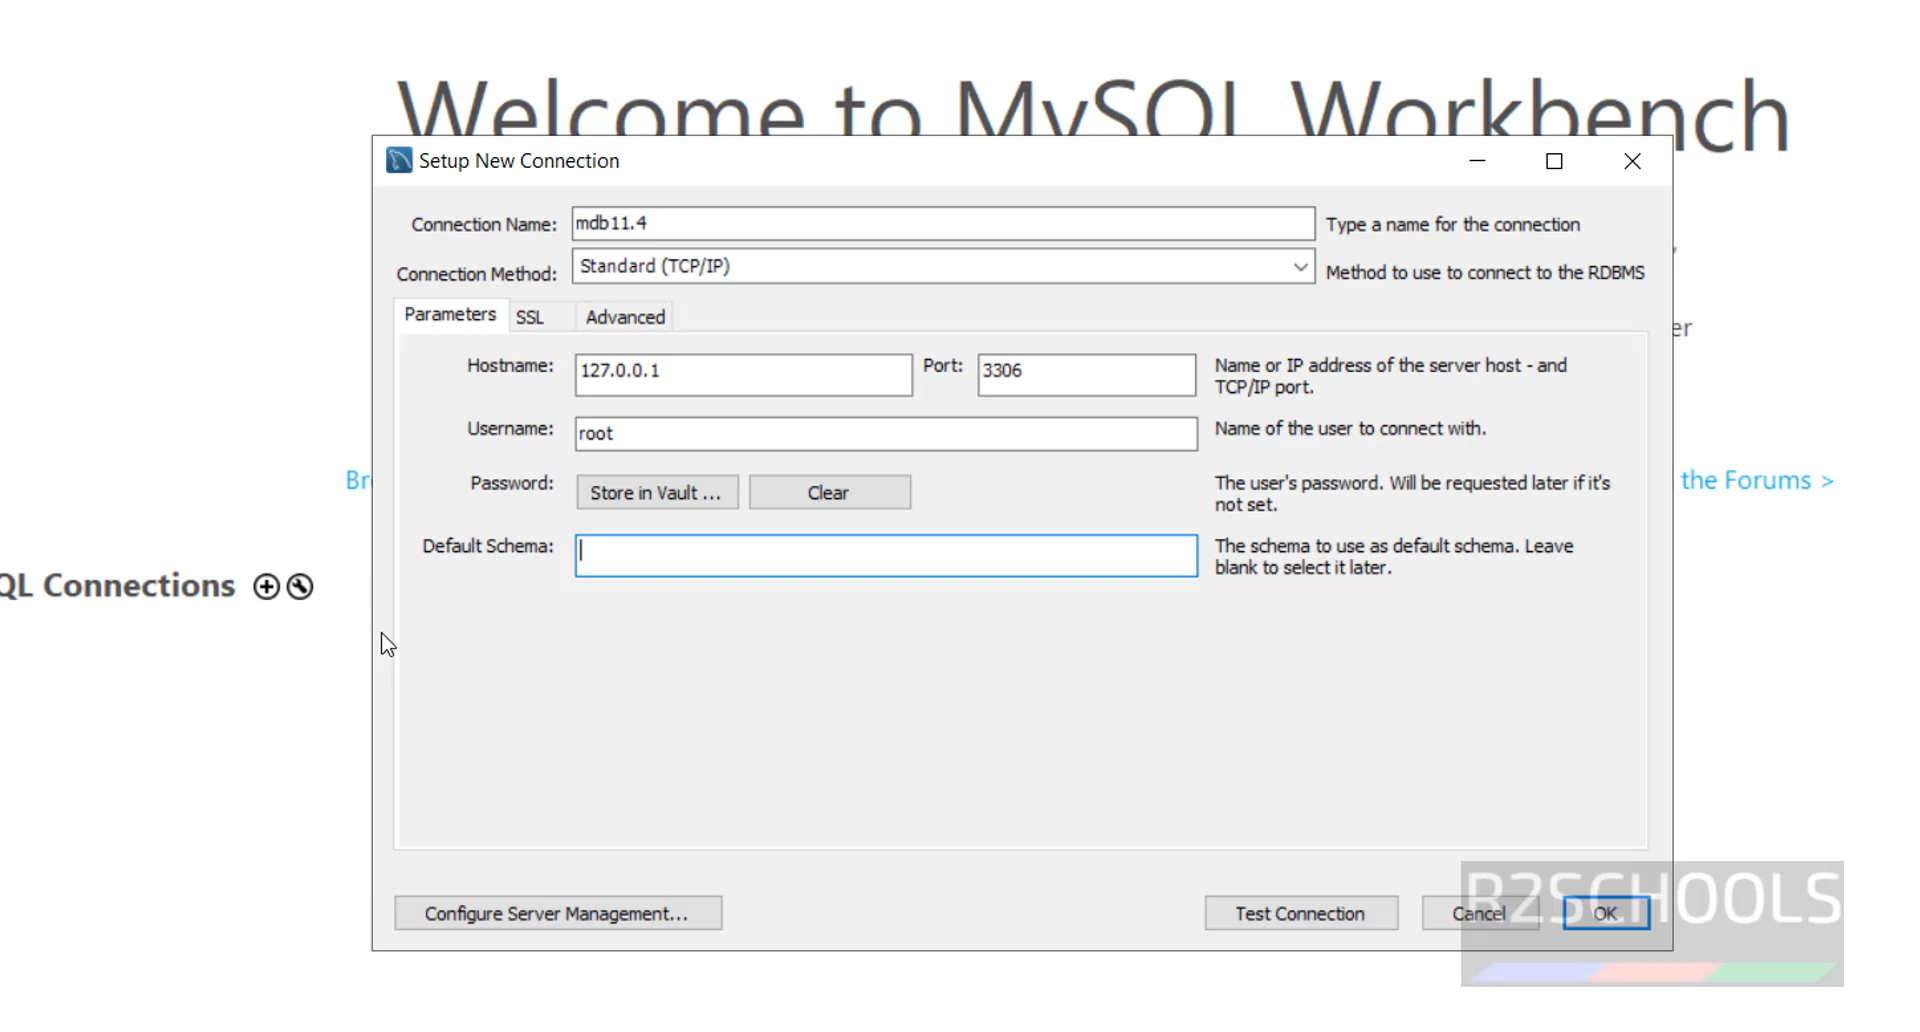 Welcome to MySQL Workbench
Setup New Connection
Connection Name: mdb11.4 Type a name for the connection
Connection Method: Standard (TCP/IP) Method to use to connect to the RDBMS
Parameters SSL Advanced
er
Hostname: 127.0.0.1 Port: 3306 Name or IP address of the server host - and
TCP/IP port.
Username: root Name of the user to connect with.
Br the Forums >
Password: Store in Vault ... Clear The user's password. Will be requested later if it's
not set.
Default Schema: The schema to use as default schema. Leave
blank to select it later.
QL Connections
Configure Server Management... Test Connection Cancel OK
R2SCHOOLS